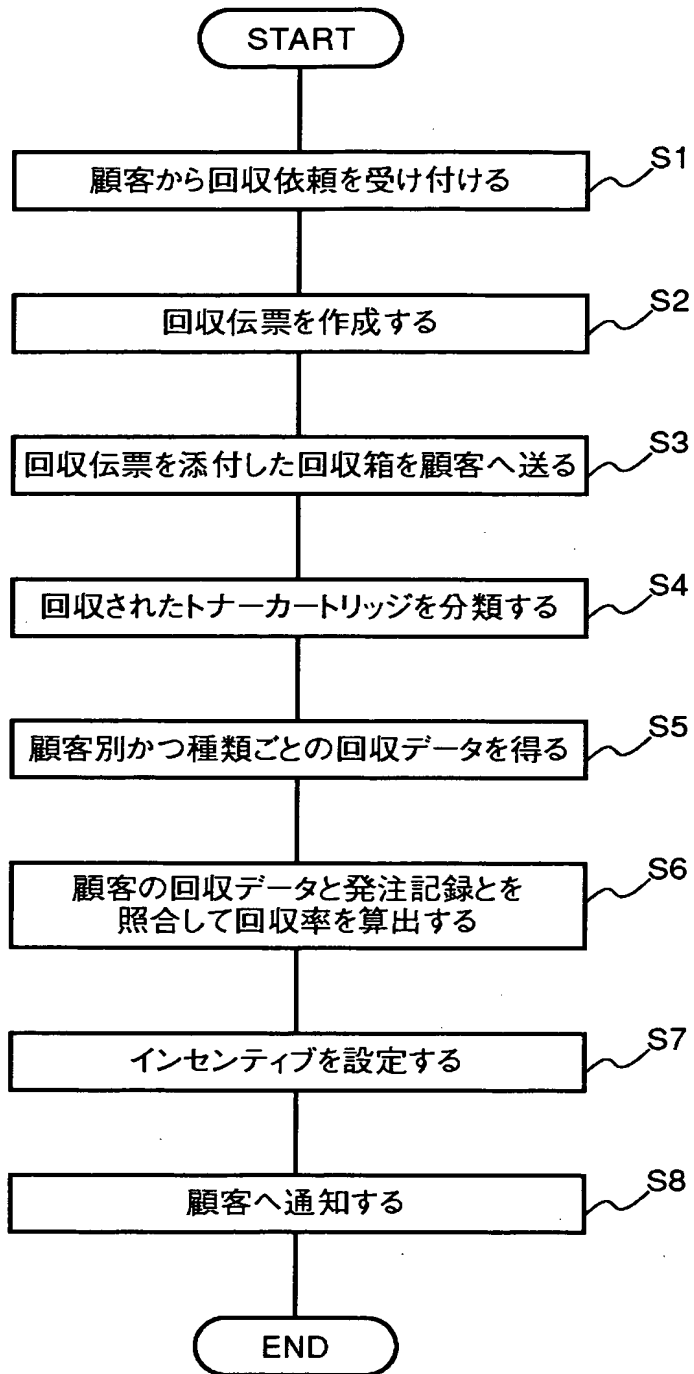 START
顧客から回収依頼を受け付ける
S1
回収伝票を作成する
S2
回収伝票を添付した回収箱を顧客へ送る
S3
回収されたトナーカートリッジを分類する
S4
顧客別かつ種類ごとの回収データを得る
S5
顧客の回収データと発注記録とを
照合して回収率を算出する
S6
インセンティブを設定する
S7
顧客へ通知する
S8
END